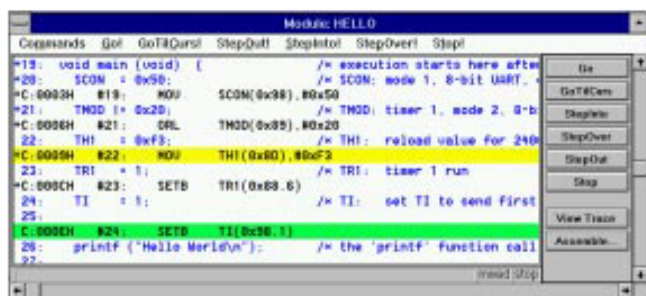 Module: HELLO
Commands Go! GoTilCurs! StepOut! StepInto! StepOver! Stop!
*19: void main (void) { /* execution starts here after
*20: SCON = 0x50; /* SCON: mode 1, 8-bit UART,
*C:0003H #19: MOV SCON(0x98),#0x50
*21: TMOD |= 0x20; /* TMOD: timer 1, mode 2, 8-b
*C:0006H #21: ORL TMOD(0x89),#0x20
22: TH1 = 0xf3; /* TH1: reload value for 240
*C:0009H #22: MOV TH1(0x8D),#0xF3
23: TR1 = 1; /* TR1: timer 1 run
*C:000CH #23: SETB TR1(0x88.6)
24: TI = 1; /* TI: set TI to send first
25:
C:000EH #24: SETB TI(0x98.1)
26: printf ("Hello World\n"); /* the 'printf' function call
27:
Go
GoTilCurs
StepInto
StepOver
StepOut
Stop
View Trace
Assemble...
stop